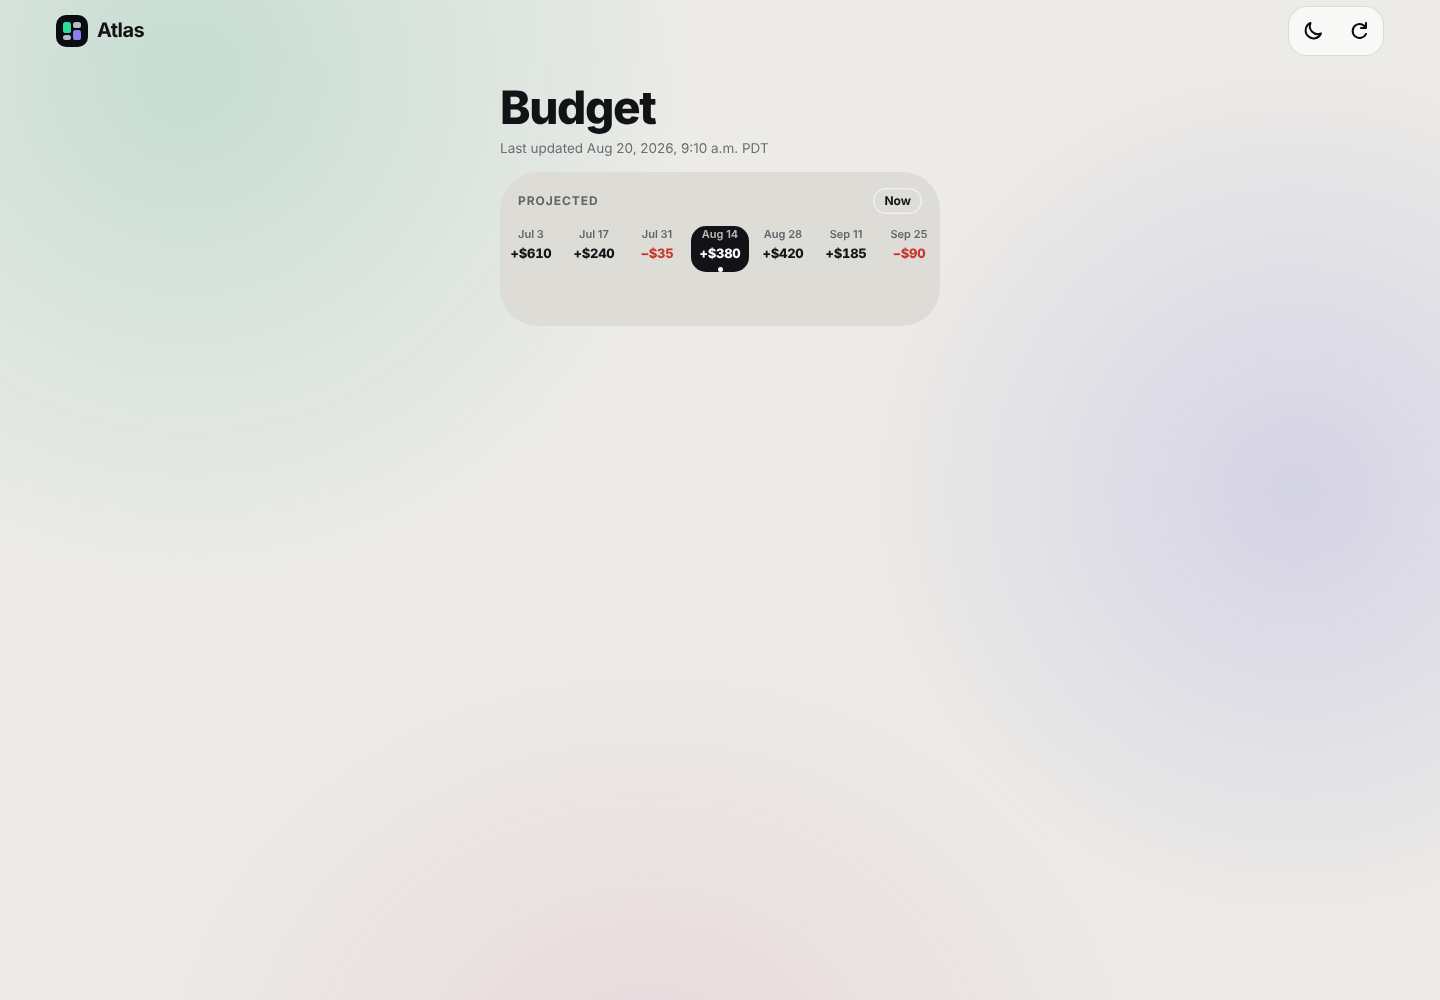 Atlas
Budget
Last updated Aug 20, 2026, 9:10 a.m. PDT
PROJECTED Now
Jul 3 Jul 17 Jul 31 Aug 14 Aug 28 Sep 11 Sep 25
+$610 +$240 −$35 +$380 +$420 +$185 −$90